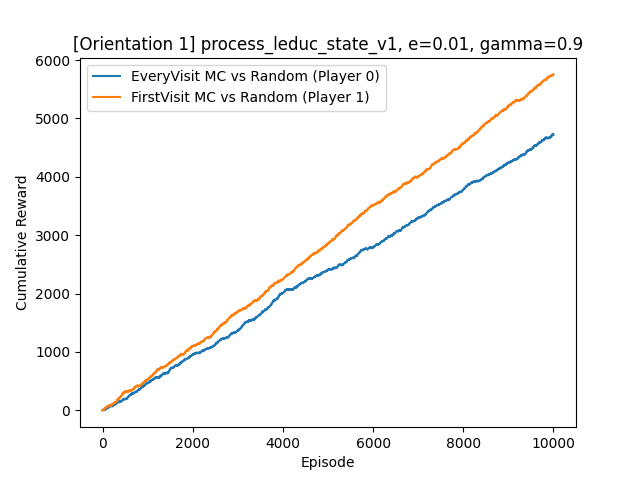 [Orientation 1] process_leduc_state_v1, e=0.01, gamma=0.9
EveryVisit MC vs Random (Player 0)
FirstVisit MC vs Random (Player 1)
Cumulative Reward
6000
5000
4000
3000
2000
1000
0
0 2000 4000 6000 8000 10000
Episode